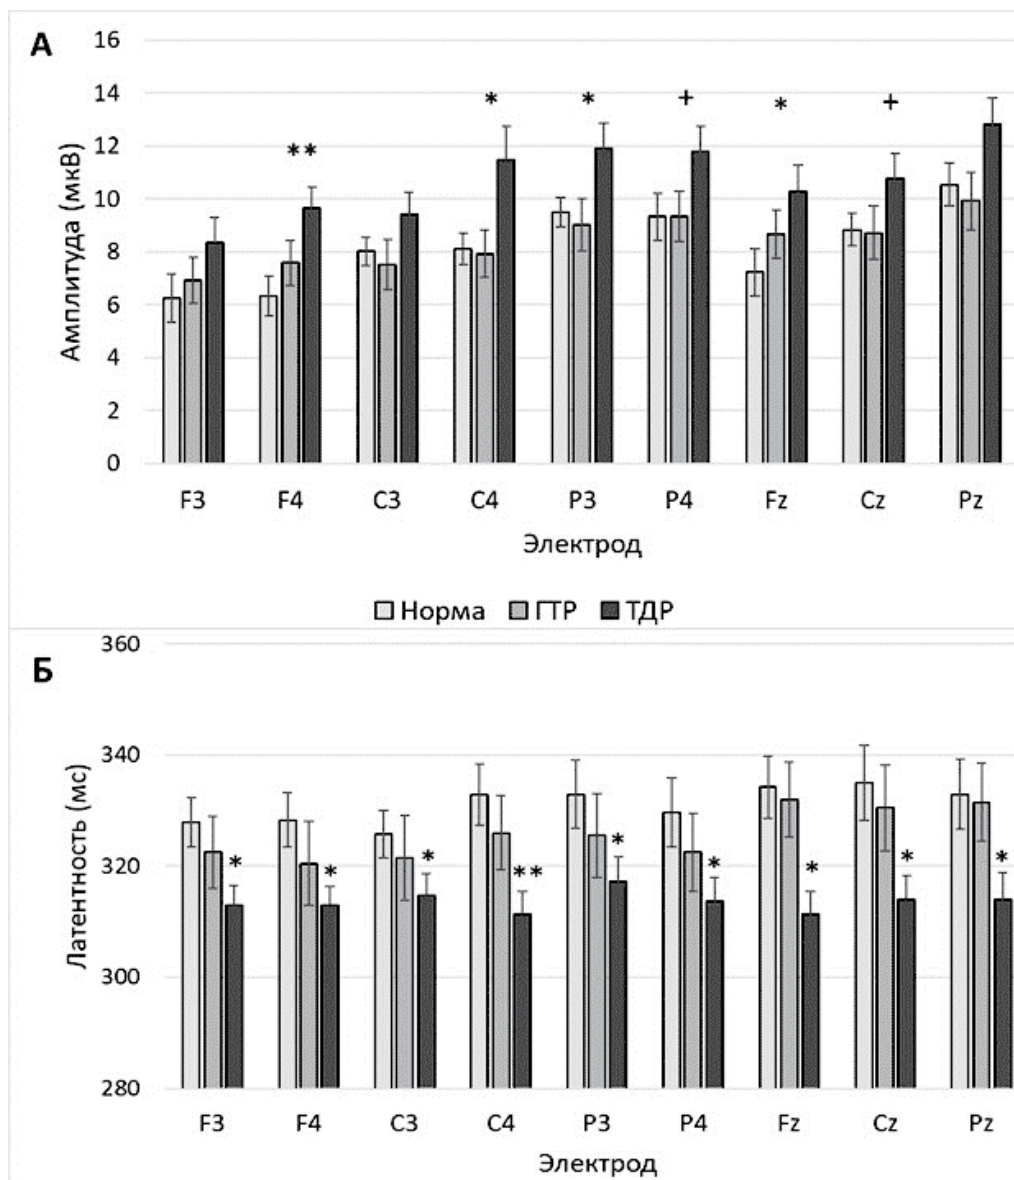 А
16
14
12
10
8
6
4
2
0
Амплитуда (мкВ)
** * * + * +
F3 F4 C3 C4 P3 P4 Fz Cz Pz
Электрод
Норма ГТР ТДР
Б
360
340
320
300
280
Латентность (мс)
* * * ** * * * * *
F3 F4 C3 C4 P3 P4 Fz Cz Pz
Электрод